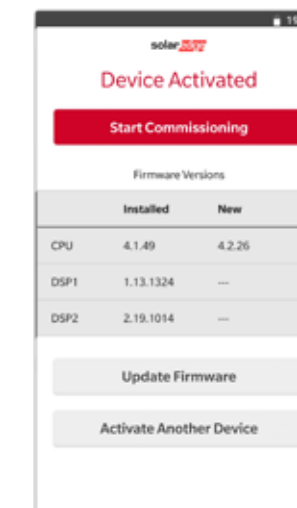 19
solaredge
Device Activated
Start Commissioning
Firmware Versions
Installed New
CPU 4.1.49 4.2.26
DSP1 1.13.1324 ---
DSP2 2.19.1014 ---
Update Firmware
Activate Another Device